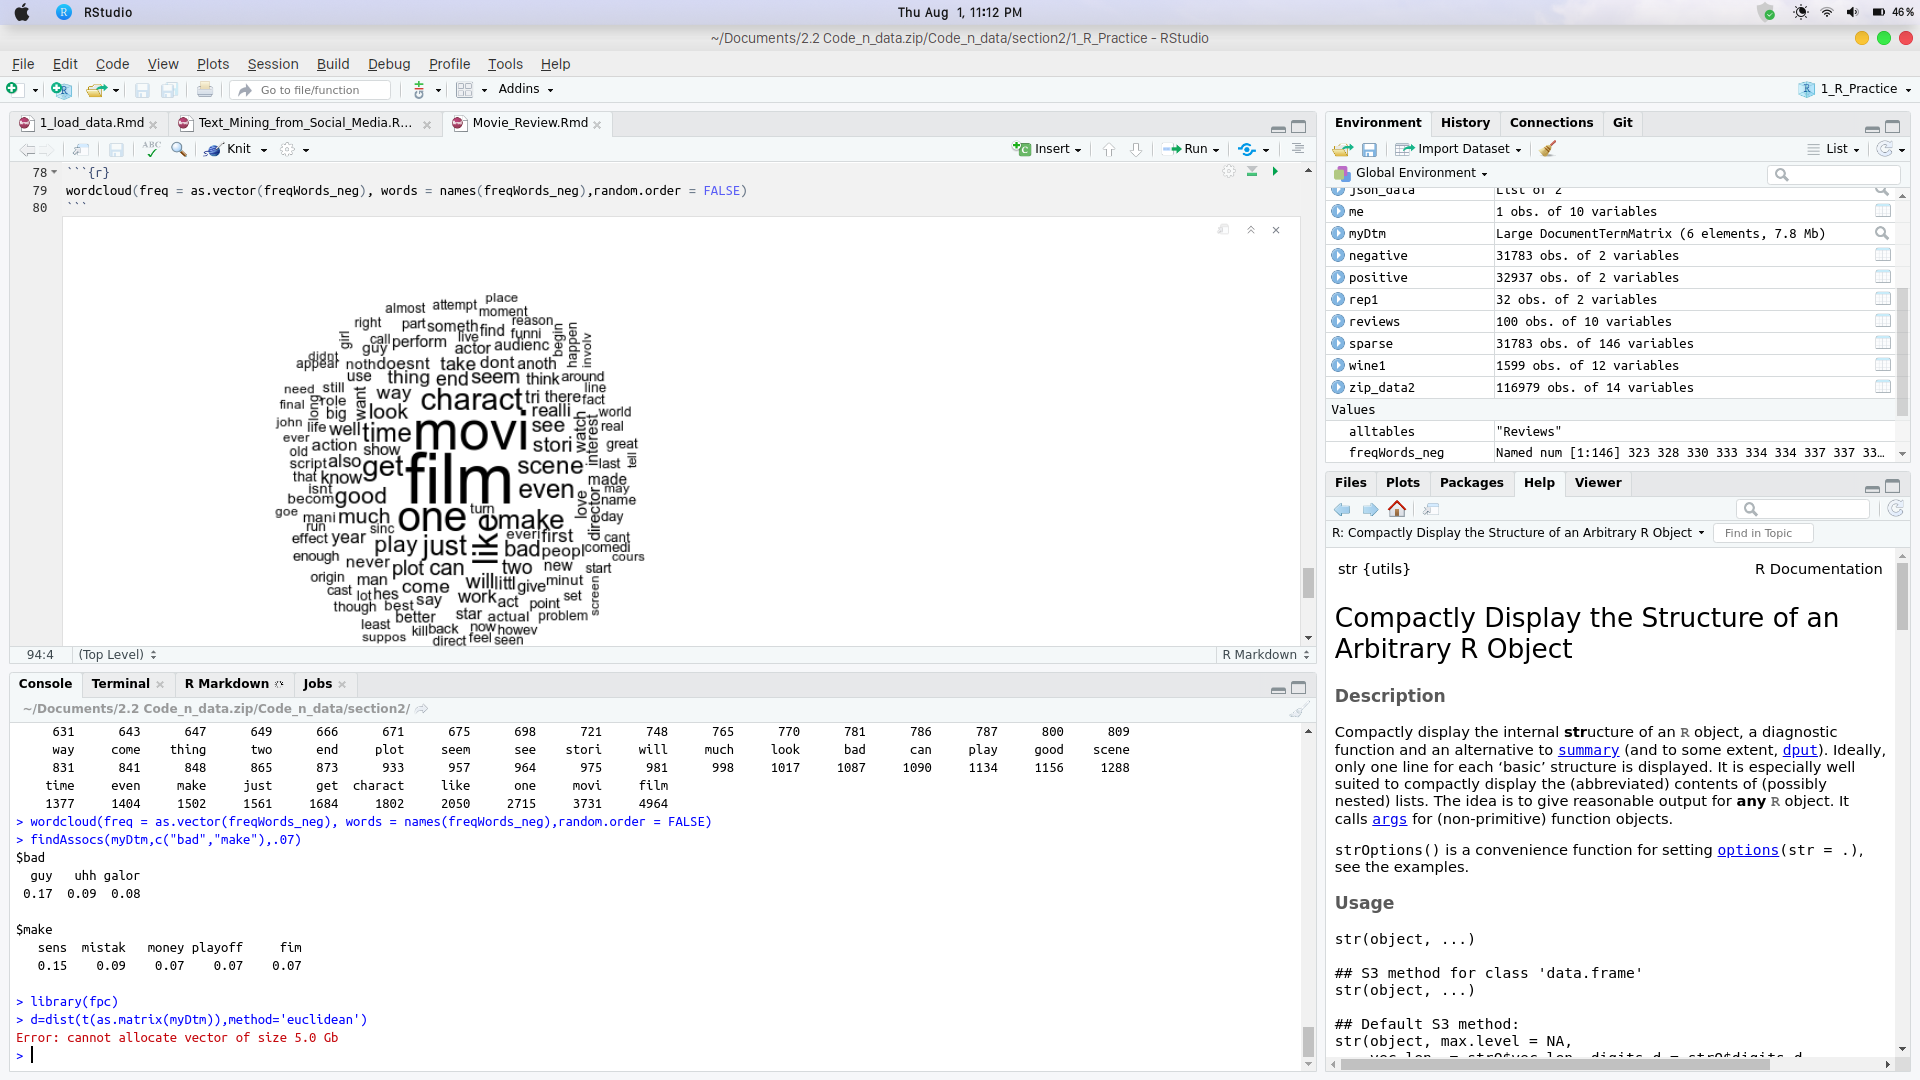 RStudio
Thu Aug 1, 11:12 PM
46%
~/Documents/2.2 Code_n_data.zip/Code_n_data/section2/1_R_Practice - RStudio
File Edit Code View Plots Session Build Debug Profile Tools Help
Go to file/function
Addins
1_R_Practice
1_load_data.Rmd
Text_Mining_from_Social_Media.R...
Movie_Review.Rmd
ABC
Knit
Insert
Run
78 ```{r}
79 wordcloud(freq = as.vector(freqWords_neg), words = names(freqWords_neg),random.order = FALSE)
80 ```
place
almost attempt moment
right part someth find reason
girl call perform live funni begin happen involv
didnt guy actor audienc
appear noth doesnt take dont anoth
use thing end seem think around
need still want way charact tri there line
final long role look realli fact
john big movi see watch interest world
life well time stori real
ever action show great
old get scene last tell
script also film made
that know even may
isnt good name
becom turn love director
goe mani much one make day
run sinc like
effect year play just everi first cant
enough bad peopl comedi
never plot can two new cours
origin man will littl minut start
cast lot hes come give screen
though best say work act point set
least better star actual problem
suppos kill back now howev
direct feel seen
94:4 (Top Level) R Markdown
Console Terminal R Markdown Jobs
~/Documents/2.2 Code_n_data.zip/Code_n_data/section2/
631 643 647 649 666 671 675 698 721 748 765 770 781 786 787 800 809
way come thing two end plot seem see stori will much look bad can play good scene
831 841 848 865 873 933 957 964 975 981 998 1017 1087 1090 1134 1156 1288
time even make just get charact like one movi film
1377 1404 1502 1561 1684 1802 2050 2715 3731 4964
> wordcloud(freq = as.vector(freqWords_neg), words = names(freqWords_neg),random.order = FALSE)
> findAssocs(myDtm,c("bad","make"),.07)
$bad
guy uhh galor
0.17 0.09 0.08
$make
sens mistak money playoff fim
0.15 0.09 0.07 0.07 0.07
> library(fpc)
> d=dist(t(as.matrix(myDtm)),method='euclidean')
Error: cannot allocate vector of size 5.0 Gb
>
Environment History Connections Git
Import Dataset
List
Global Environment
json_data List of 2
me 1 obs. of 10 variables
myDtm Large DocumentTermMatrix (6 elements, 7.8 Mb)
negative 31783 obs. of 2 variables
positive 32937 obs. of 2 variables
rep1 32 obs. of 2 variables
reviews 100 obs. of 10 variables
sparse 31783 obs. of 146 variables
wine1 1599 obs. of 12 variables
zip_data2 116979 obs. of 14 variables
Values
alltables "Reviews"
freqWords_neg Named num [1:146] 323 328 330 333 334 334 337 337 33...
Files Plots Packages Help Viewer
R: Compactly Display the Structure of an Arbitrary R Object
Find in Topic
str {utils} R Documentation
Compactly Display the Structure of an
Arbitrary R Object
Description
Compactly display the internal structure of an R object, a diagnostic
function and an alternative to summary (and to some extent, dput). Ideally,
only one line for each ‘basic’ structure is displayed. It is especially well
suited to compactly display the (abbreviated) contents of (possibly
nested) lists. The idea is to give reasonable output for any R object. It
calls args for (non-primitive) function objects.
strOptions() is a convenience function for setting options(str = .),
see the examples.
Usage
str(object, ...)
## S3 method for class 'data.frame'
str(object, ...)
## Default S3 method:
str(object, max.level = NA,
vec.len = strO$vec.len, digits.d = strO$digits.d,